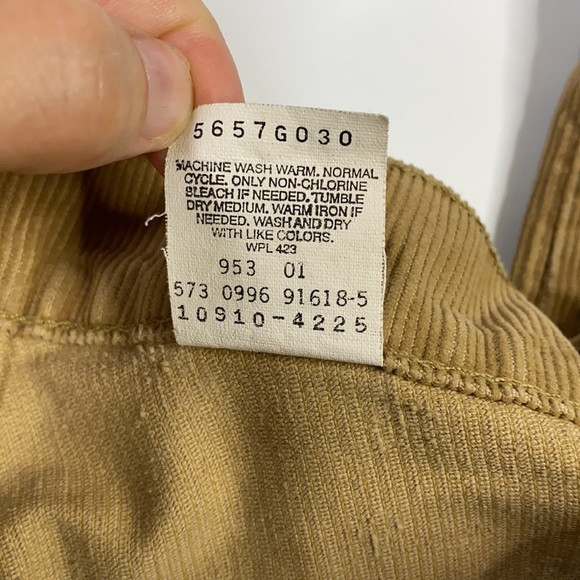 5657G030
MACHINE WASH WARM. NORMAL
CYCLE. ONLY NON-CHLORINE
BLEACH IF NEEDED. TUMBLE
DRY MEDIUM. WARM IRON IF
NEEDED. WASH AND DRY
WITH LIKE COLORS.
WPL 423
953 01
573 0996 91618-5
10910-4225